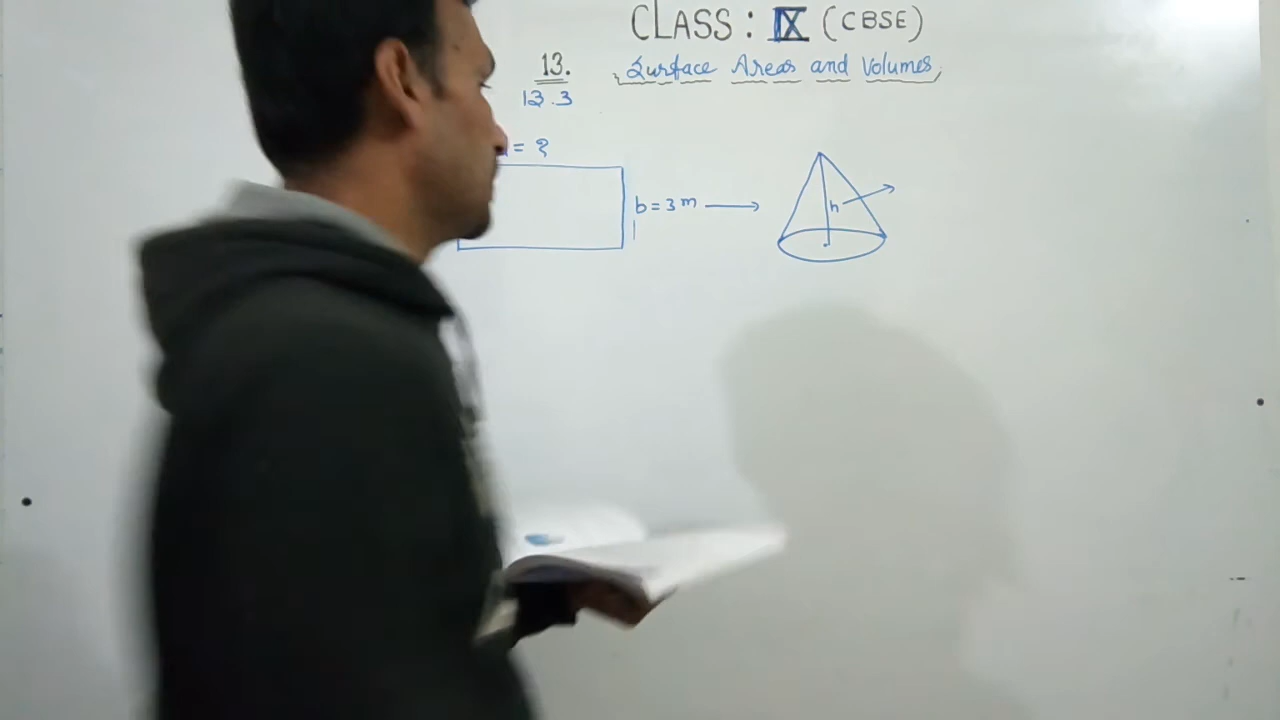 CLASS : IX (CBSE)
13. Surface Areas and Volumes
13.3
= ?
b = 3 m
h